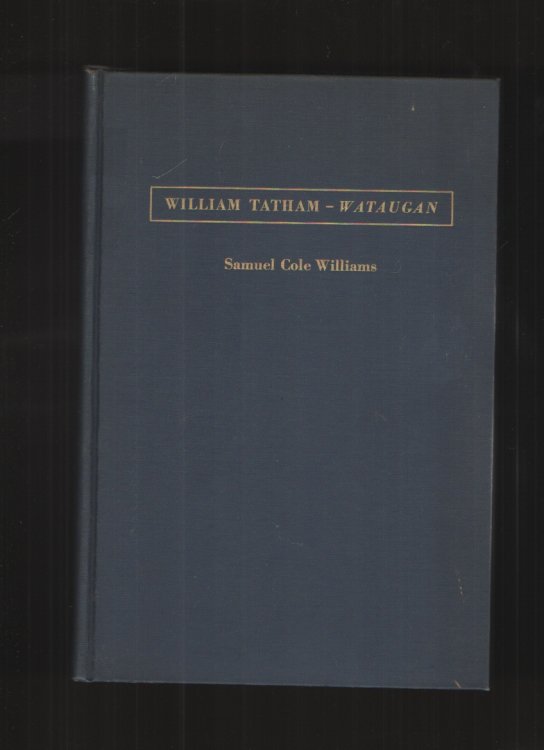 WILLIAM TATHAM – WATAUGAN
Samuel Cole Williams